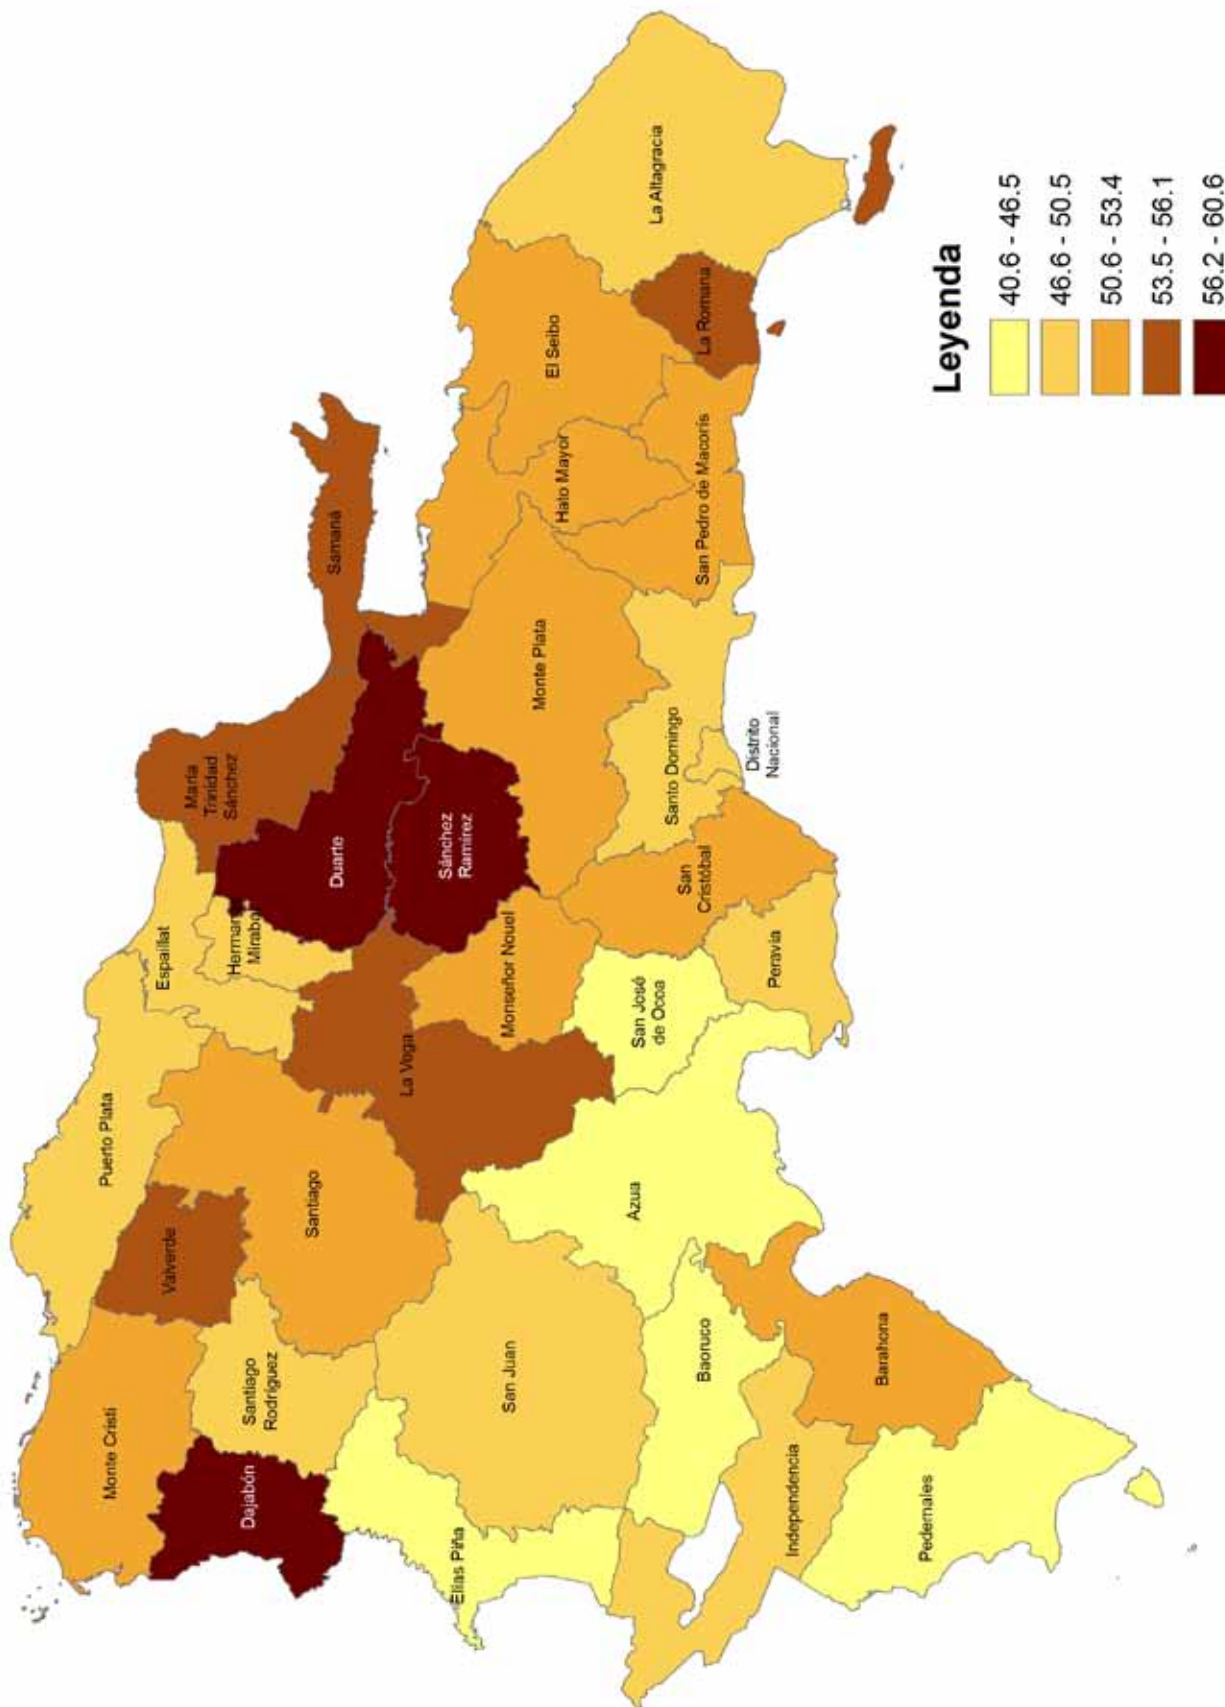 Puerto Plata
Monte Cristi
Valverde
Espaillat
María
Trinidad
Sánchez
Santiago
Rodríguez
Dajabón
Santiago
Duarte
Samaná
La Vega
Sánchez
Ramírez
Elías Piña
San Juan
Monseñor Nouel
Monte Plata
Hato Mayor
El Seibo
La Altagracia
Azua
San José
de Ocoa
San
Cristóbal
Santo Domingo
San Pedro de Macorís
La Romana
Baoruco
Peravia
Distrito
Nacional
Independencia
Barahona
Pedernales
Leyenda
40.6 - 46.5
46.6 - 50.5
50.6 - 53.4
53.5 - 56.1
56.2 - 60.6